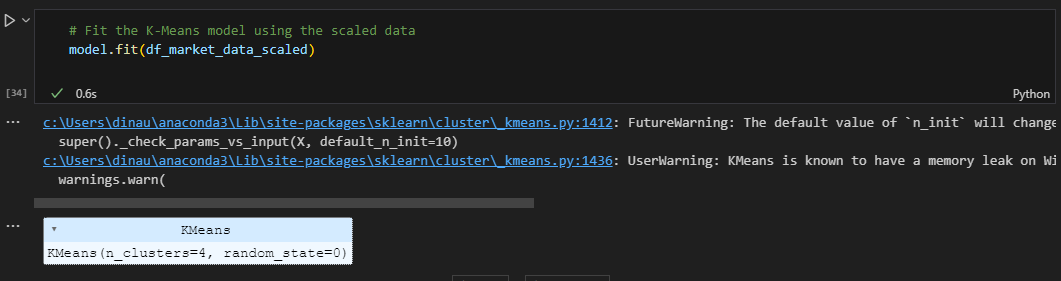 # Fit the K-Means model using the scaled data
model.fit(df_market_data_scaled)
[34]
0.6s
Python
...
c:\Users\dinau\anaconda3\Lib\site-packages\sklearn\cluster\_kmeans.py:1412: FutureWarning: The default value of `n_init` will change
super()._check_params_vs_input(X, default_n_init=10)
c:\Users\dinau\anaconda3\Lib\site-packages\sklearn\cluster\_kmeans.py:1436: UserWarning: KMeans is known to have a memory leak on Wi
warnings.warn(
...
KMeans
KMeans(n_clusters=4, random_state=0)